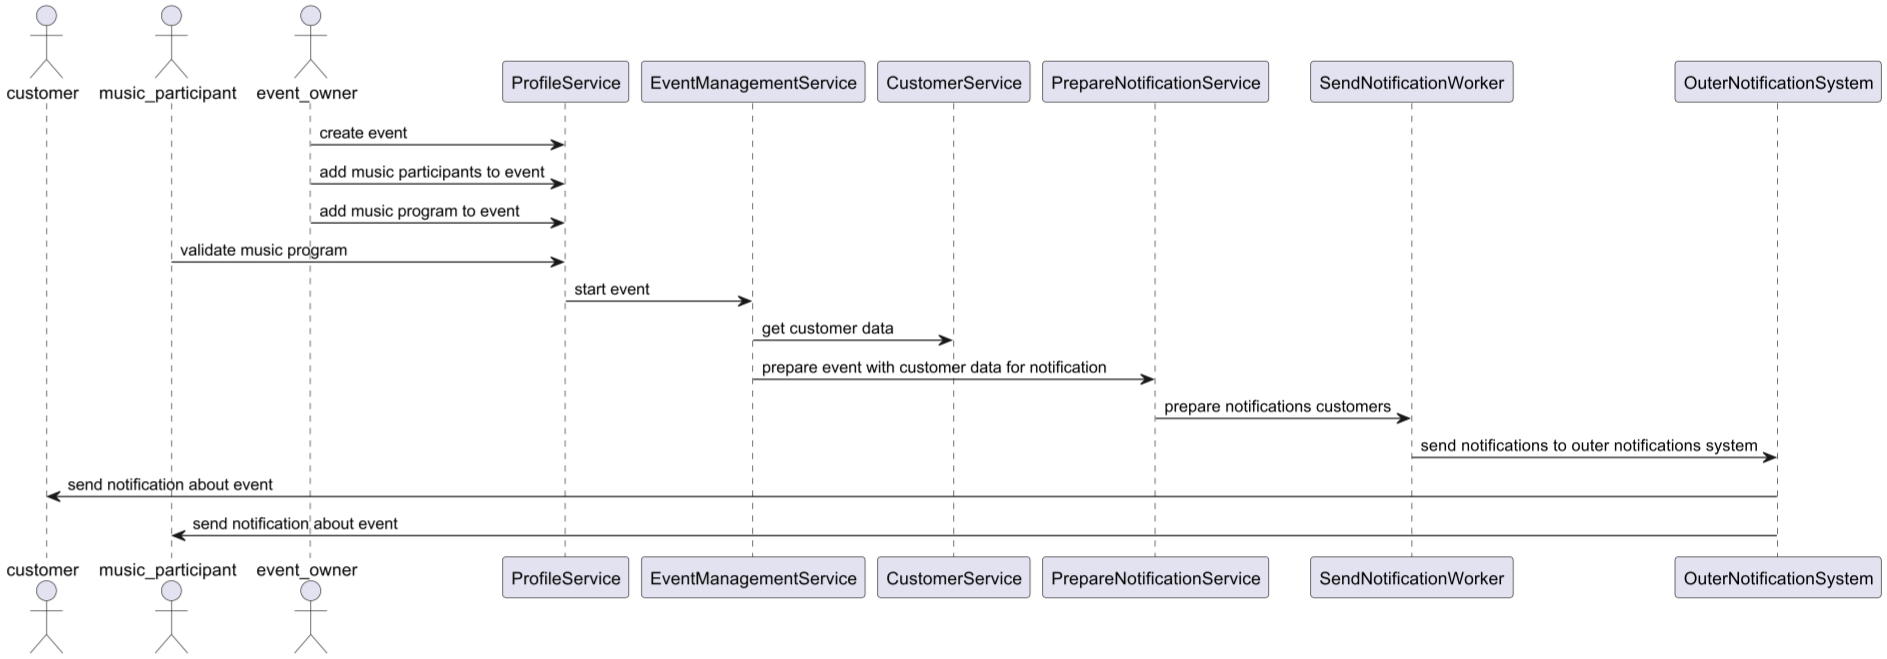 customer
music_participant
event_owner
ProfileService
EventManagementService
CustomerService
PrepareNotificationService
SendNotificationWorker
OuterNotificationSystem
create event
add music participants to event
add music program to event
validate music program
start event
get customer data
prepare event with customer data for notification
prepare notifications customers
send notifications to outer notifications system
send notification about event
send notification about event
customer
music_participant
event_owner
ProfileService
EventManagementService
CustomerService
PrepareNotificationService
SendNotificationWorker
OuterNotificationSystem